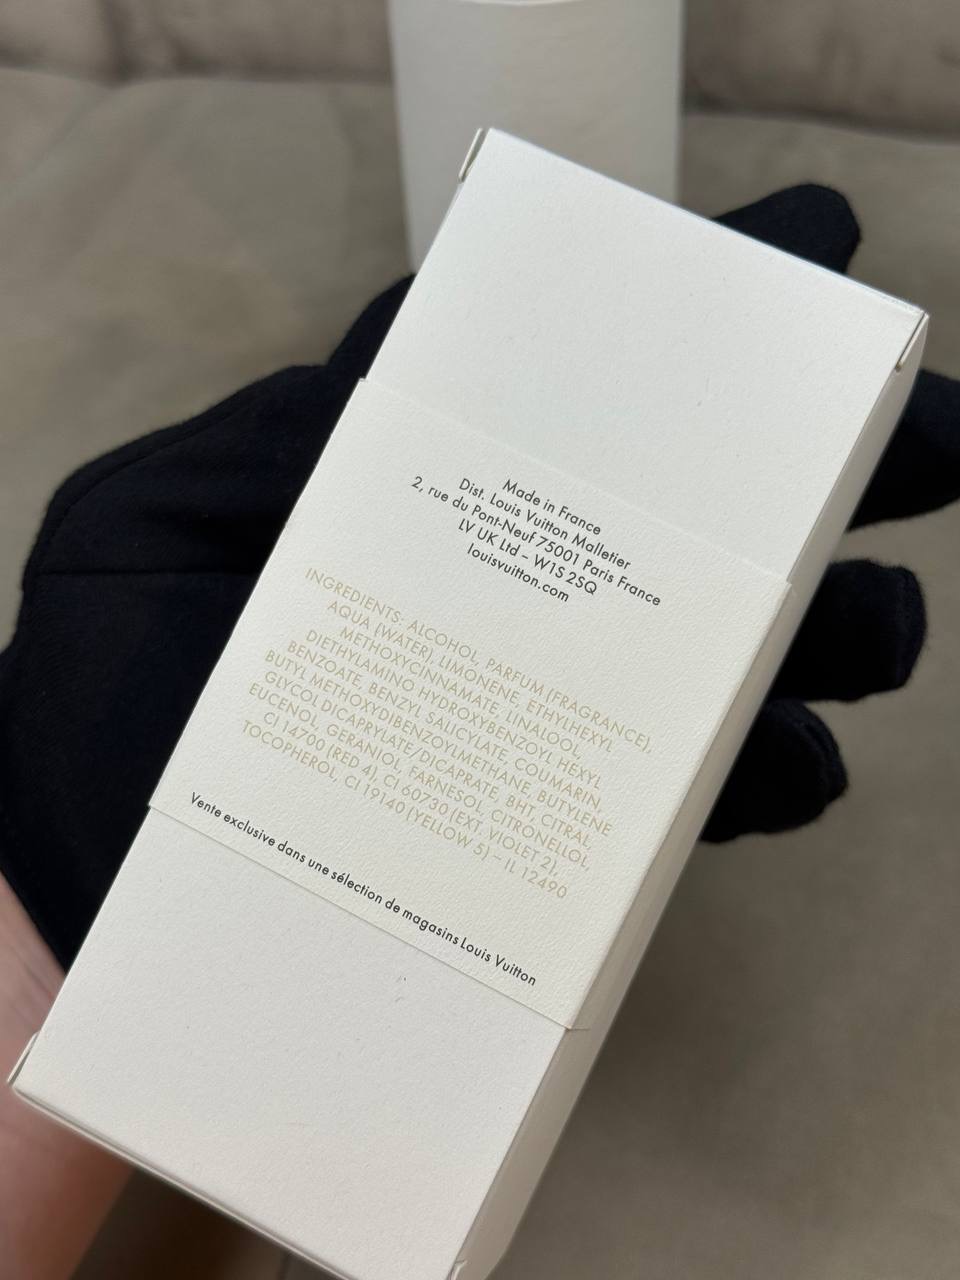 Made in France
Dist. Louis Vuitton Malletier
2, rue du Pont-Neuf 75001 Paris France
LV UK Ltd – W1S 2SQ
louisvuitton.com
INGREDIENTS: ALCOHOL, PARFUM (FRAGRANCE),
AQUA (WATER), LIMONENE, ETHYLHEXYL
METHOXYCINNAMATE, LINALOOL,
DIETHYLAMINO HYDROXYBENZOYL HEXYL
BENZOATE, BENZYL SALICYLATE, COUMARIN,
BUTYL METHOXYDIBENZOYLMETHANE, BUTYLENE
GLYCOL DICAPRYLATE/DICAPRATE, BHT, CITRAL,
EUCENOL, GERANIOL, FARNESOL, CITRONELLOL,
CI 14700 (RED 4), CI 60730 (EXT. VIOLET 2),
TOCOPHEROL, CI 19140 (YELLOW 5) – IL 12490
Vente exclusive dans une sélection de magasins Louis Vuitton